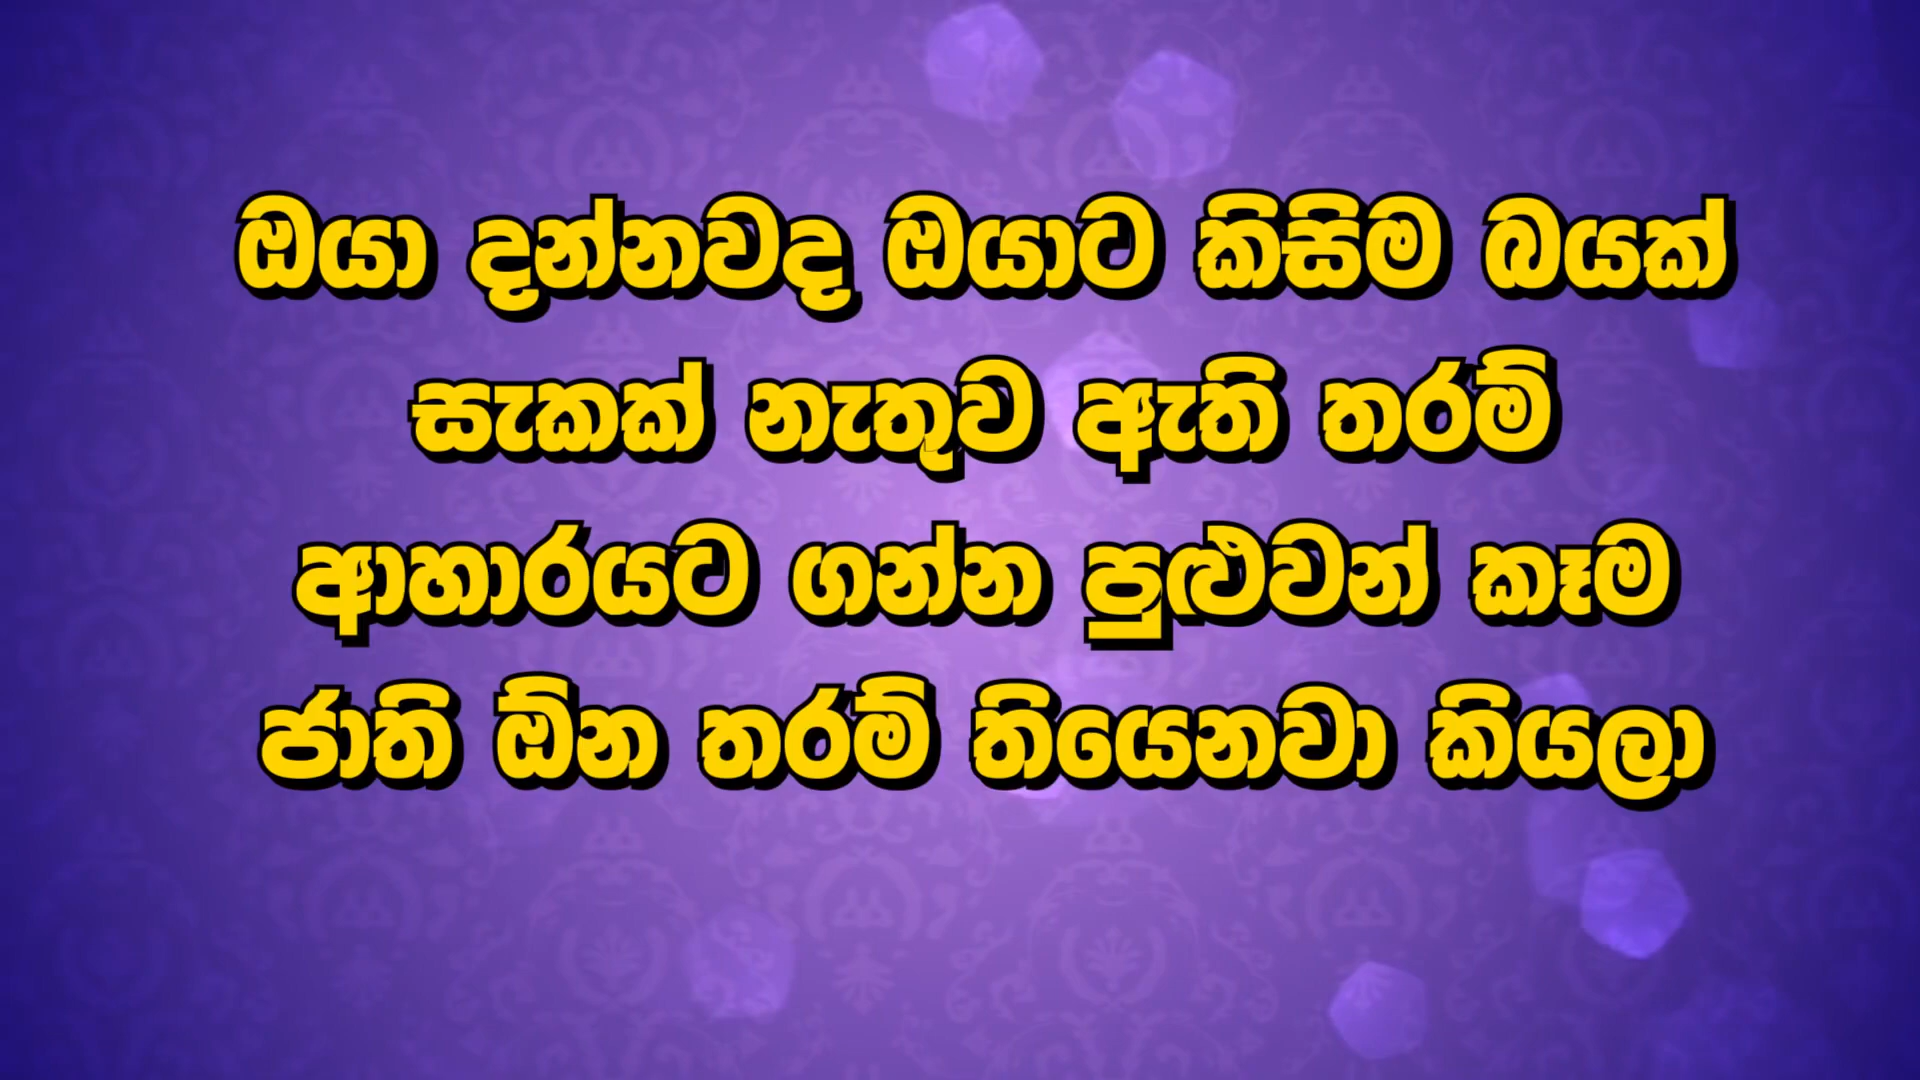 ඔයා දන්නවද ඔයාට කිසිම බයක්
සැකක් නැතුව ඇති තරම්
ආහාරයට ගන්න පුළුවන් කෑම
ජාති ඕන තරම් තියෙනවා කියලා